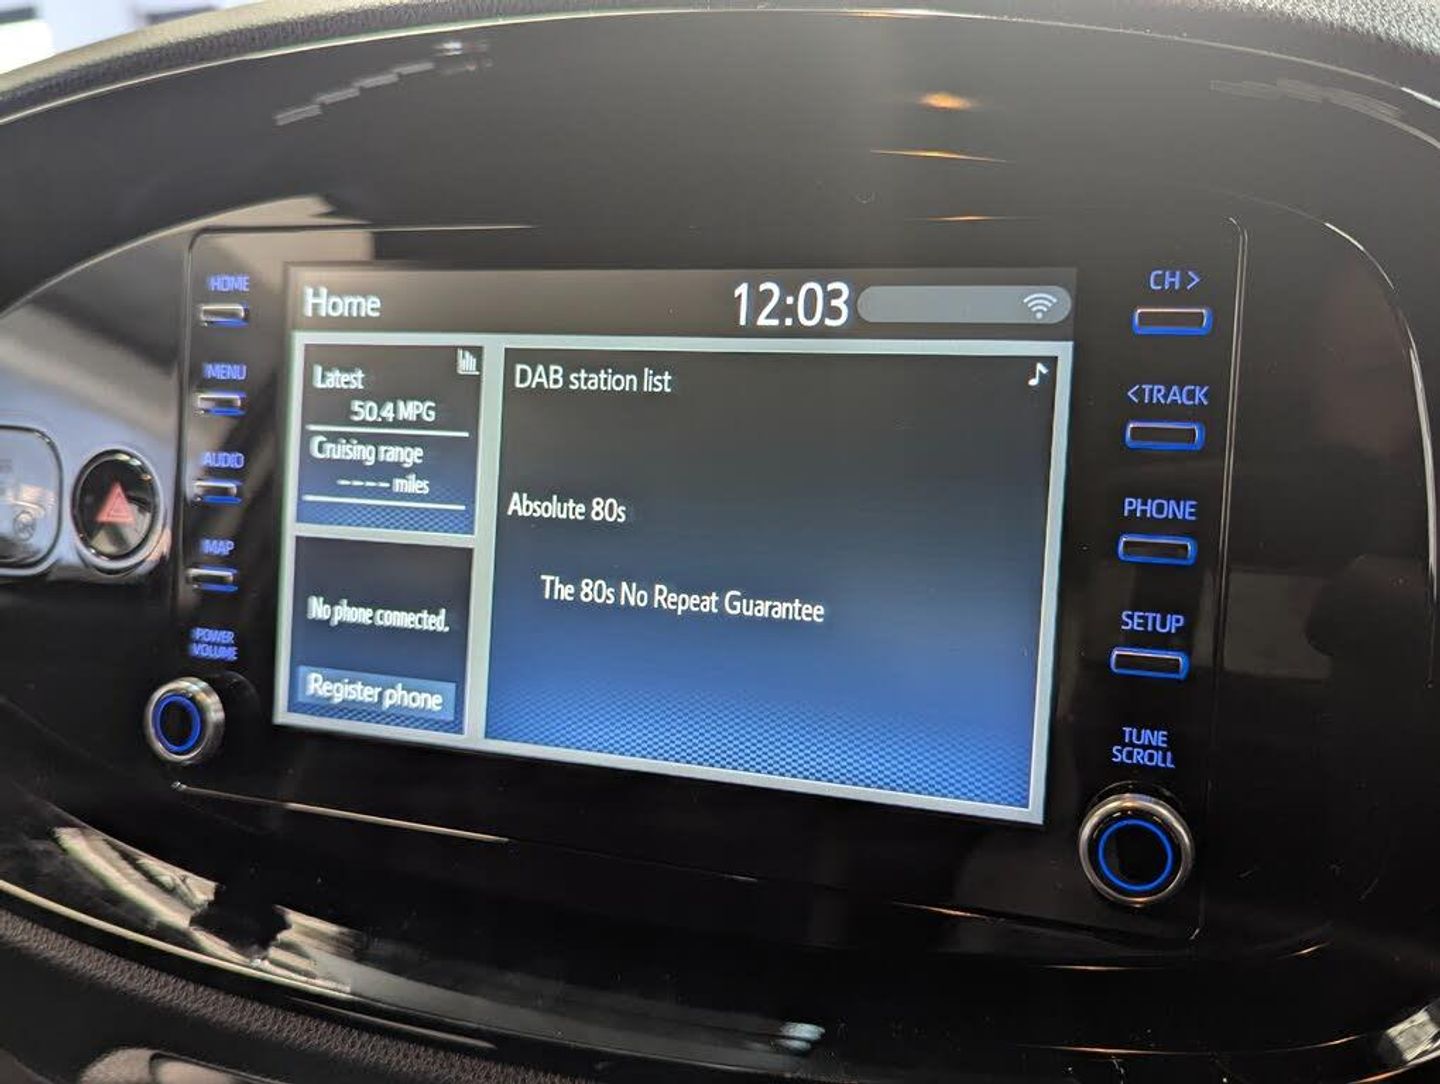 HOME
MENU
AUDIO
MAP
POWER
VOLUME
Home
12:03
Latest
50.4 MPG
Cruising range
---- miles
No phone connected.
Register phone
DAB station list
Absolute 80s
The 80s No Repeat Guarantee
CH >
<TRACK
PHONE
SETUP
TUNE
SCROLL